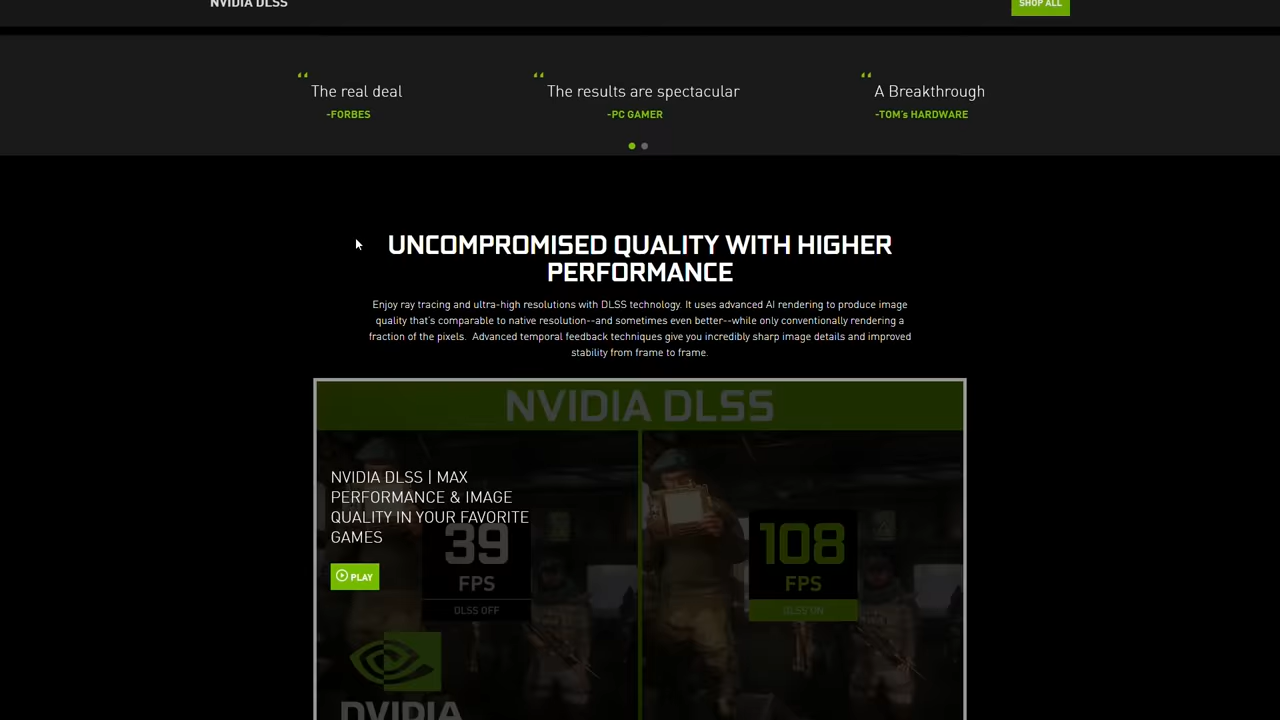 NVIDIA DLSS
SHOP ALL
“ The real deal
-FORBES
“ The results are spectacular
-PC GAMER
“ A Breakthrough
-TOM's HARDWARE
UNCOMPROMISED QUALITY WITH HIGHER
PERFORMANCE
Enjoy ray tracing and ultra-high resolutions with DLSS technology. It uses advanced AI rendering to produce image
quality that's comparable to native resolution--and sometimes even better--while only conventionally rendering a
fraction of the pixels.  Advanced temporal feedback techniques give you incredibly sharp image details and improved
stability from frame to frame.
NVIDIA DLSS
NVIDIA DLSS | MAX
PERFORMANCE & IMAGE
QUALITY IN YOUR FAVORITE
GAMES
PLAY
39
FPS
DLSS OFF
108
FPS
DLSS ON
NVIDIA